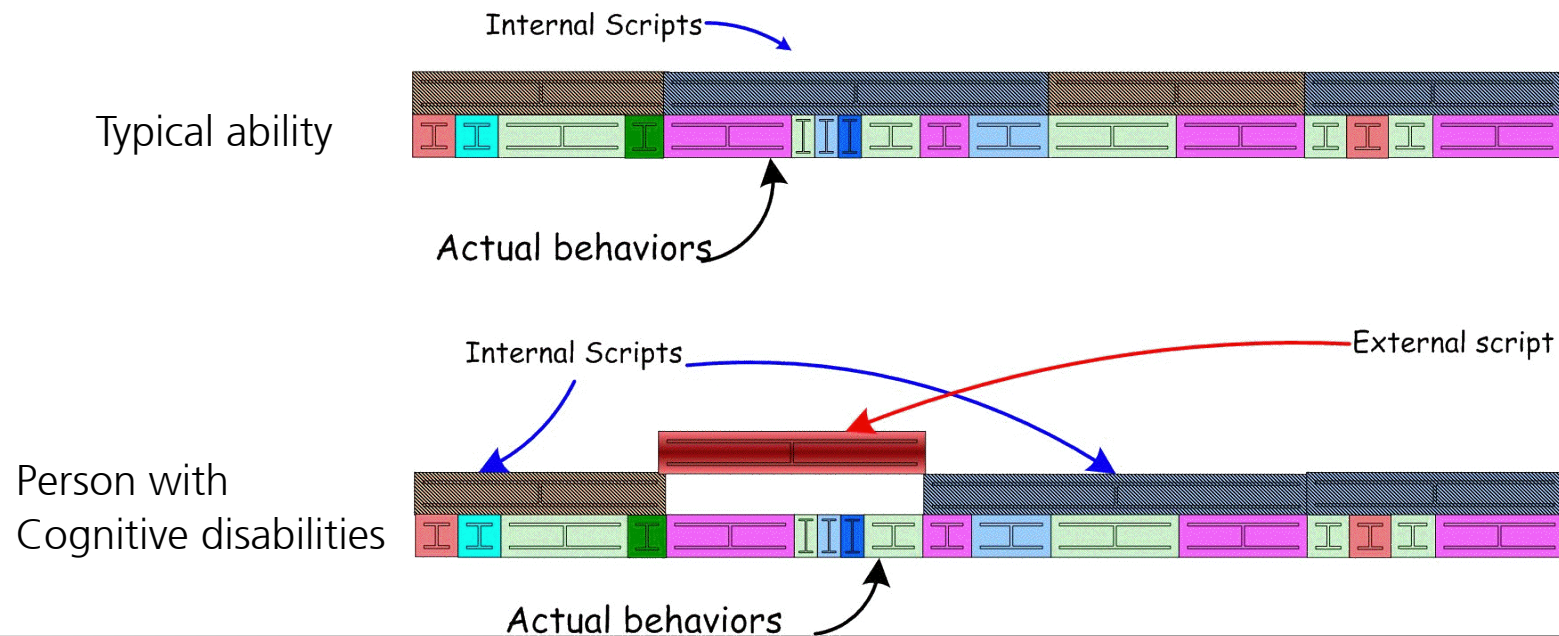 Internal Scripts
Typical ability
Actual behaviors
External script
Internal Scripts
Person with
Cognitive disabilities
Actual behaviors